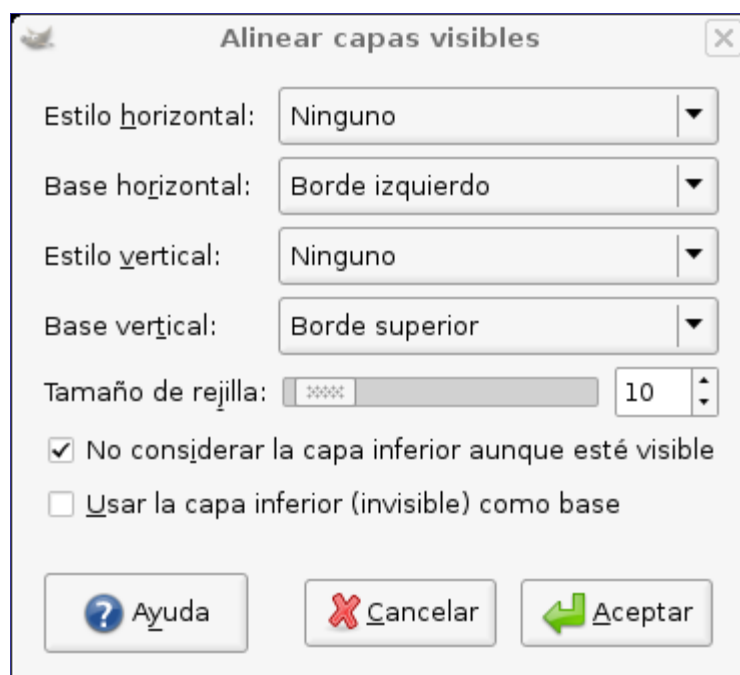 Alinear capas visibles
Estilo horizontal: Ninguno
Base horizontal: Borde izquierdo
Estilo vertical: Ninguno
Base vertical: Borde superior
Tamaño de rejilla: 10
No considerar la capa inferior aunque esté visible
Usar la capa inferior (invisible) como base
Ayuda Cancelar Aceptar